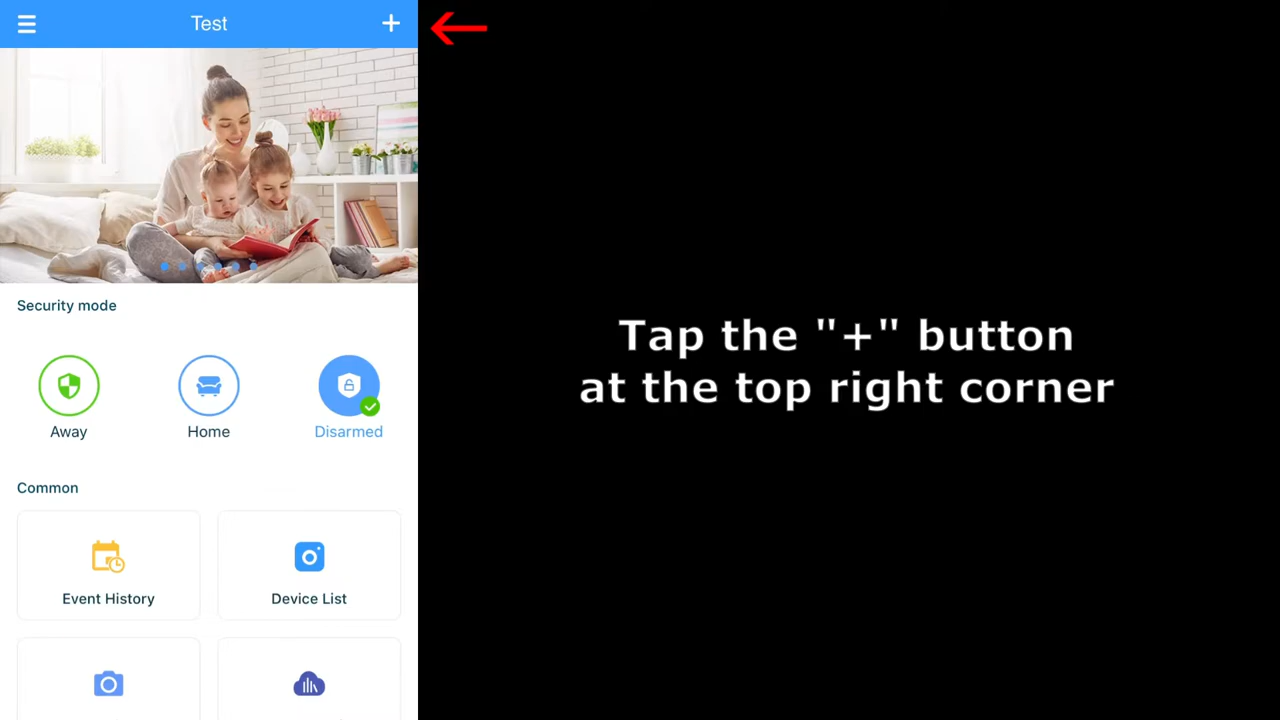 Test
Tap the "+" button
at the top right corner
Security mode
Away
Home
Disarmed
Common
Event History
Device List